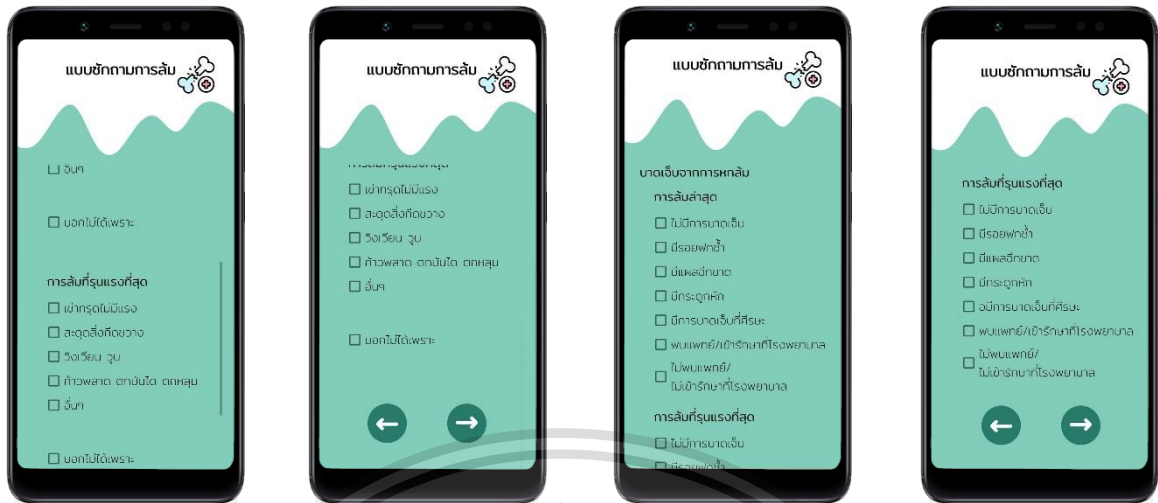 แบบซักถามการล้ม
อื่นๆ
บอกไม่ได้เพราะ
การล้มที่รุนแรงที่สุด
เข่าทรุดไม่มีแรง
สะดุดสิ่งกีดขวาง
วิงเวียน วูบ
ก้าวพลาด ตกบันได ตกหลุม
อื่นๆ
บอกไม่ได้เพราะ
แบบซักถามการล้ม
การล้มที่รุนแรงที่สุด
เข่าทรุดไม่มีแรง
สะดุดสิ่งกีดขวาง
วิงเวียน วูบ
ก้าวพลาด ตกบันได ตกหลุม
อื่นๆ
บอกไม่ได้เพราะ
แบบซักถามการล้ม
บาดเจ็บจากการหกล้ม
การล้มล่าสุด
ไม่มีการบาดเจ็บ
มีรอยฟกช้ำ
มีแผลฉีกขาด
มีกระดูกหัก
มีการบาดเจ็บที่ศีรษะ
พบแพทย์/เข้ารักษาที่โรงพยาบาล
ไม่พบแพทย์/
ไม่เข้ารักษาที่โรงพยาบาล
การล้มที่รุนแรงที่สุด
ไม่มีการบาดเจ็บ
มีรอยฟกช้ำ
แบบซักถามการล้ม
การล้มที่รุนแรงที่สุด
ไม่มีการบาดเจ็บ
มีรอยฟกช้ำ
มีแผลฉีกขาด
มีกระดูกหัก
อมีการบาดเจ็บที่ศีรษะ
พบแพทย์/เข้ารักษาที่โรงพยาบาล
ไม่พบแพทย์/
ไม่เข้ารักษาที่โรงพยาบาล